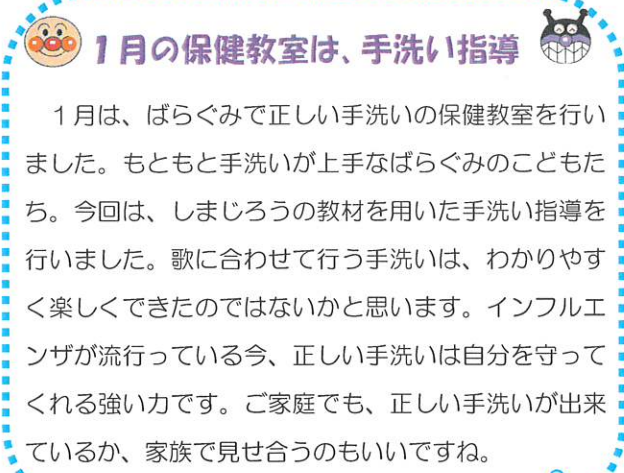 1月の保健教室は、手洗い指導
　1月は、ばらぐみで正しい手洗いの保健教室を行い
ました。もともと手洗いが上手なばらぐみのこどもた
ち。今回は、しまじろうの教材を用いた手洗い指導を
行いました。歌に合わせて行う手洗いは、わかりやす
く楽しくできたのではないかと思います。インフルエ
ンザが流行っている今、正しい手洗いは自分を守って
くれる強い力です。ご家庭でも、正しい手洗いが出来
ているか、家族で見せ合うのもいいですね。